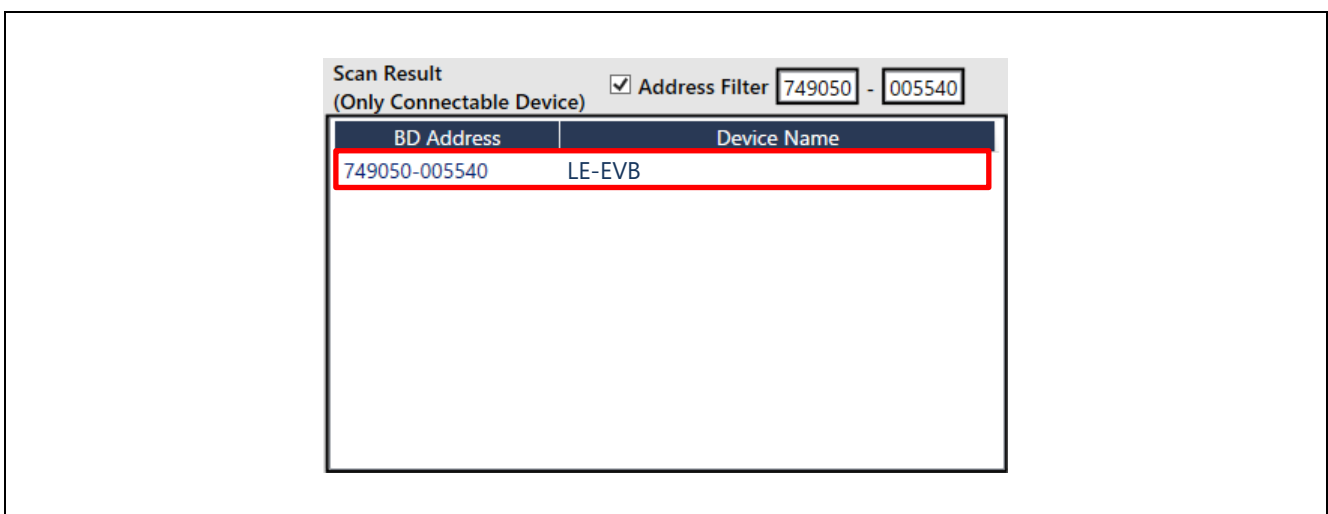 Scan Result
(Only Connectable Device)
Address Filter 749050 - 005540
BD Address Device Name
749050-005540 LE-EVB